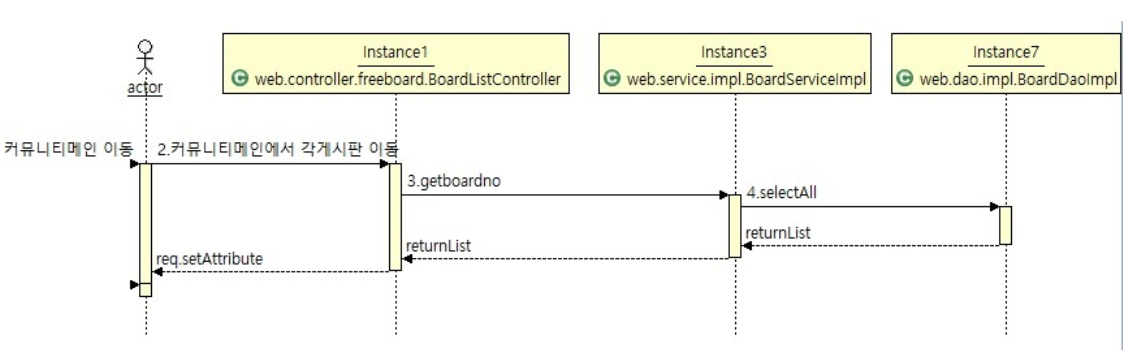 Instance1
Instance3
Instance7
C web.controller.freeboard.BoardListController
C web.service.impl.BoardServiceImpl
C web.dao.impl.BoardDaoImpl
actor
커뮤니티메인 이동
2.커뮤니티메인에서 각게시판 이동
3.getboardno
4.selectAll
returnList
returnList
req.setAttribute